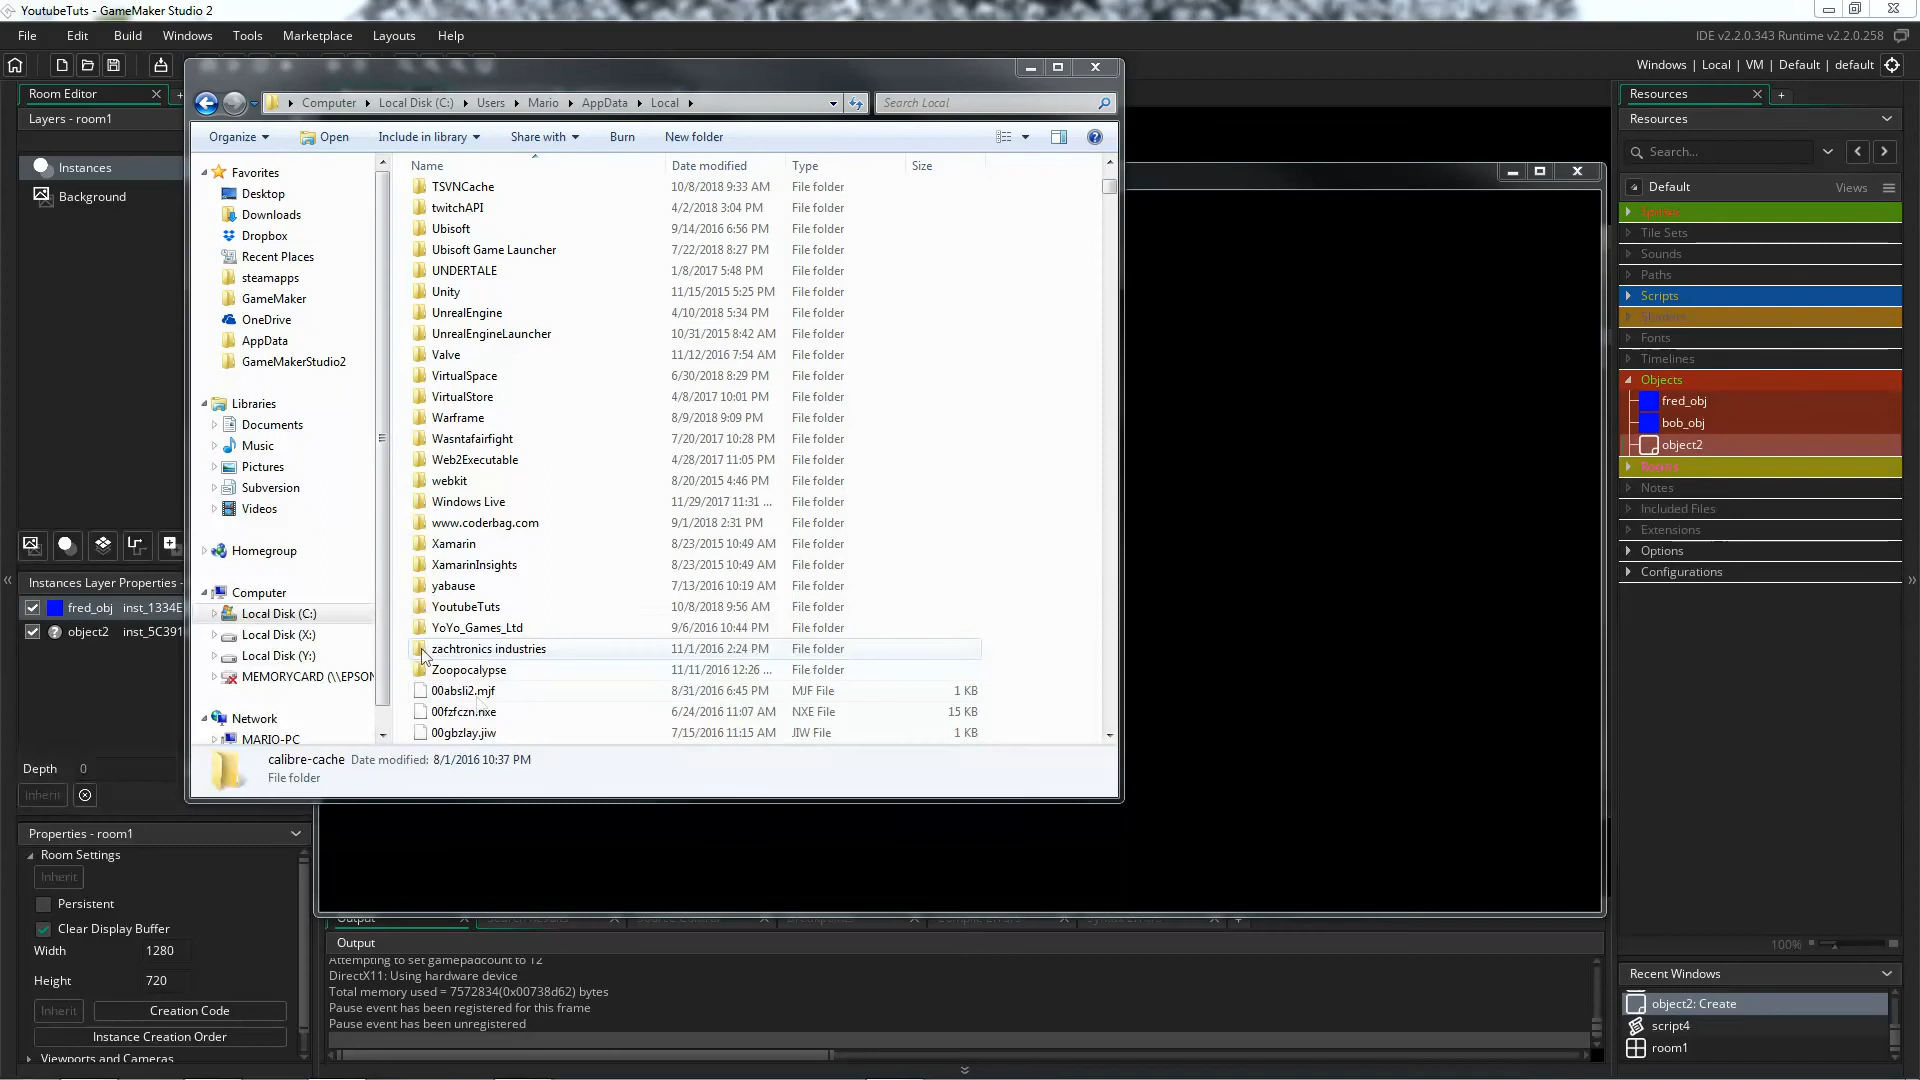 YoutubeTuts - GameMaker Studio 2
File Edit Build Windows Tools Marketplace Layouts Help
IDE v2.2.0.343 Runtime v2.2.0.258
Windows | Local | VM | Default | default
Room Editor
Layers - room1
Instances
Background
Computer Local Disk (C:) Users Mario AppData Local
Search Local
Organize Open Include in library Share with Burn New folder
Name Date modified Type Size
Favorites
Desktop
Downloads
Dropbox
Recent Places
steamapps
GameMaker
OneDrive
AppData
GameMakerStudio2
Libraries
Documents
Music
Pictures
Subversion
Videos
Homegroup
Computer
Local Disk (C:)
Local Disk (X:)
Local Disk (Y:)
MEMORYCARD (\\EPSON
Network
MARIO-PC
TSVNCache 10/8/2018 9:33 AM File folder
twitchAPI 4/2/2018 3:04 PM File folder
Ubisoft 9/14/2016 6:56 PM File folder
Ubisoft Game Launcher 7/22/2018 8:27 PM File folder
UNDERTALE 1/8/2017 5:48 PM File folder
Unity 11/15/2015 5:25 PM File folder
UnrealEngine 4/10/2018 5:34 PM File folder
UnrealEngineLauncher 10/31/2015 8:42 AM File folder
Valve 11/12/2016 7:54 AM File folder
VirtualSpace 6/30/2018 8:29 PM File folder
VirtualStore 4/8/2017 10:01 PM File folder
Warframe 8/9/2018 9:09 PM File folder
Wasntafairfight 7/20/2017 10:28 PM File folder
Web2Executable 4/28/2017 11:05 PM File folder
webkit 8/20/2015 4:46 PM File folder
Windows Live 11/29/2017 11:31 ... File folder
www.coderbag.com 9/1/2018 2:31 PM File folder
Xamarin 8/23/2015 10:49 AM File folder
XamarinInsights 8/23/2015 10:49 AM File folder
yabause 7/13/2016 10:19 AM File folder
YoutubeTuts 10/8/2018 9:56 AM File folder
YoYo_Games_Ltd 9/6/2016 10:44 PM File folder
zachtronics industries 11/1/2016 2:24 PM File folder
Zoopocalypse 11/11/2016 12:26 ... File folder
00absli2.mjf 8/31/2016 6:45 PM MJF File 1 KB
00fzfczn.nxe 6/24/2016 11:07 AM NXE File 15 KB
00gbzlay.jiw 7/15/2016 11:15 AM JIW File 1 KB
calibre-cache Date modified: 8/1/2016 10:37 PM
File folder
Instances Layer Properties -
fred_obj inst_1334E
object2 inst_5C391
Depth 0
Inherit
Properties - room1
Room Settings
Inherit
Persistent
Clear Display Buffer
Width 1280
Height 720
Inherit Creation Code
Instance Creation Order
Viewports and Cameras
Output
Output
Attempting to set gamepadcount to 12
DirectX11: Using hardware device
Total memory used = 7572834(0x00738d62) bytes
Pause event has been registered for this frame
Pause event has been unregistered
Resources
Resources
Search...
Default Views
Sprites
Tile Sets
Sounds
Paths
Scripts
Shaders
Fonts
Timelines
Objects
fred_obj
bob_obj
object2
Rooms
Notes
Included Files
Extensions
Options
Configurations
100%
Recent Windows
object2: Create
script4
room1